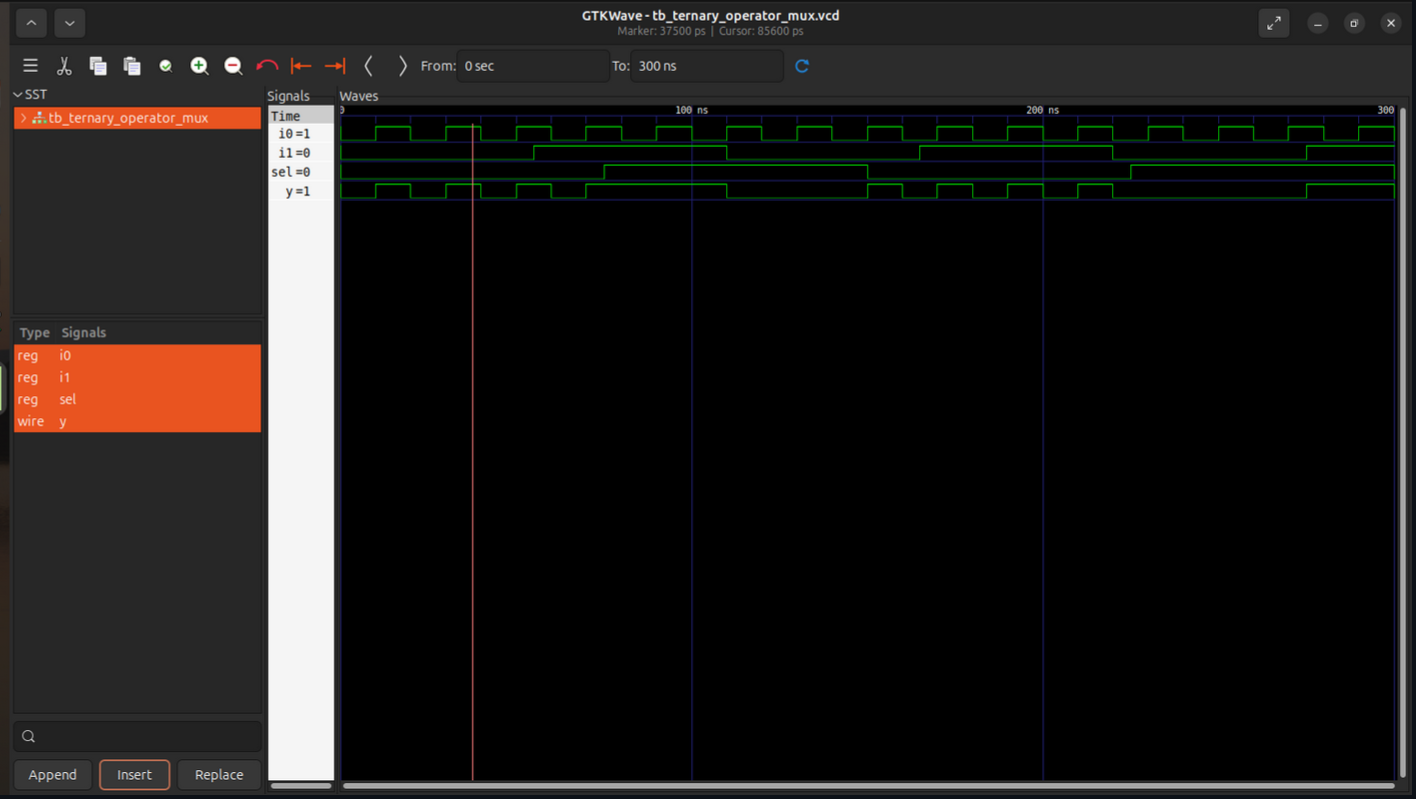 GTKWave - tb_ternary_operator_mux.vcd
Marker: 37500 ps | Cursor: 85600 ps
From: 0 sec To: 300 ns
SST
tb_ternary_operator_mux
Type Signals
reg i0
reg i1
reg sel
wire y
Append Insert Replace
Signals
Time
i0 =1
i1 =0
sel =0
y =1
Waves
0 100 ns 200 ns 300